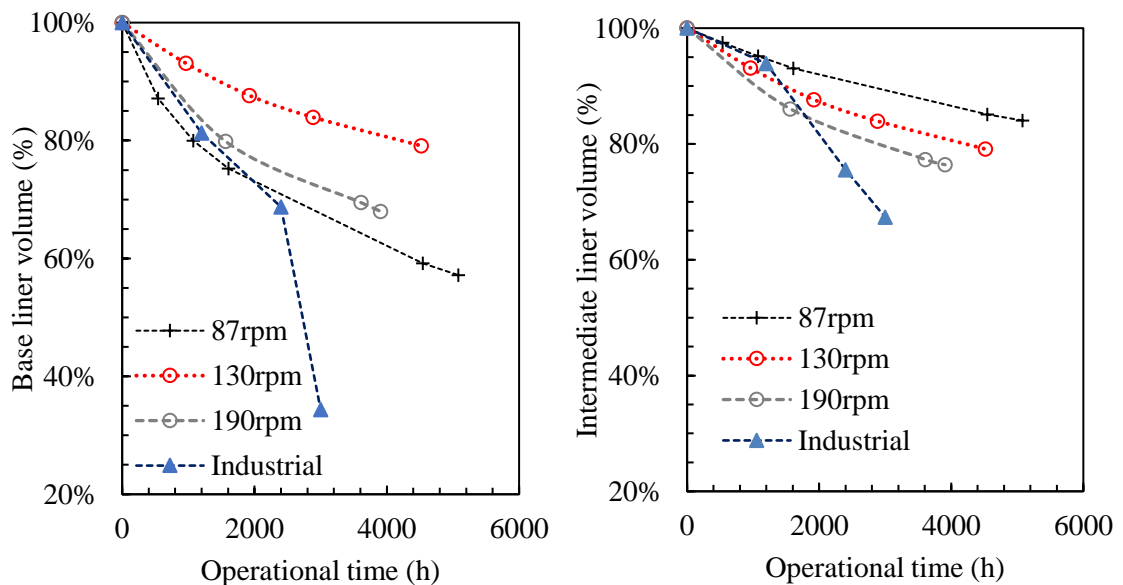 Base liner volume (%)
100%
80%
60%
40%
20%
87rpm
130rpm
190rpm
Industrial
0
2000
4000
6000
Operational time (h)
Intermediate liner volume (%)
100%
80%
60%
40%
20%
87rpm
130rpm
190rpm
Industrial
0
2000
4000
6000
Operational time (h)